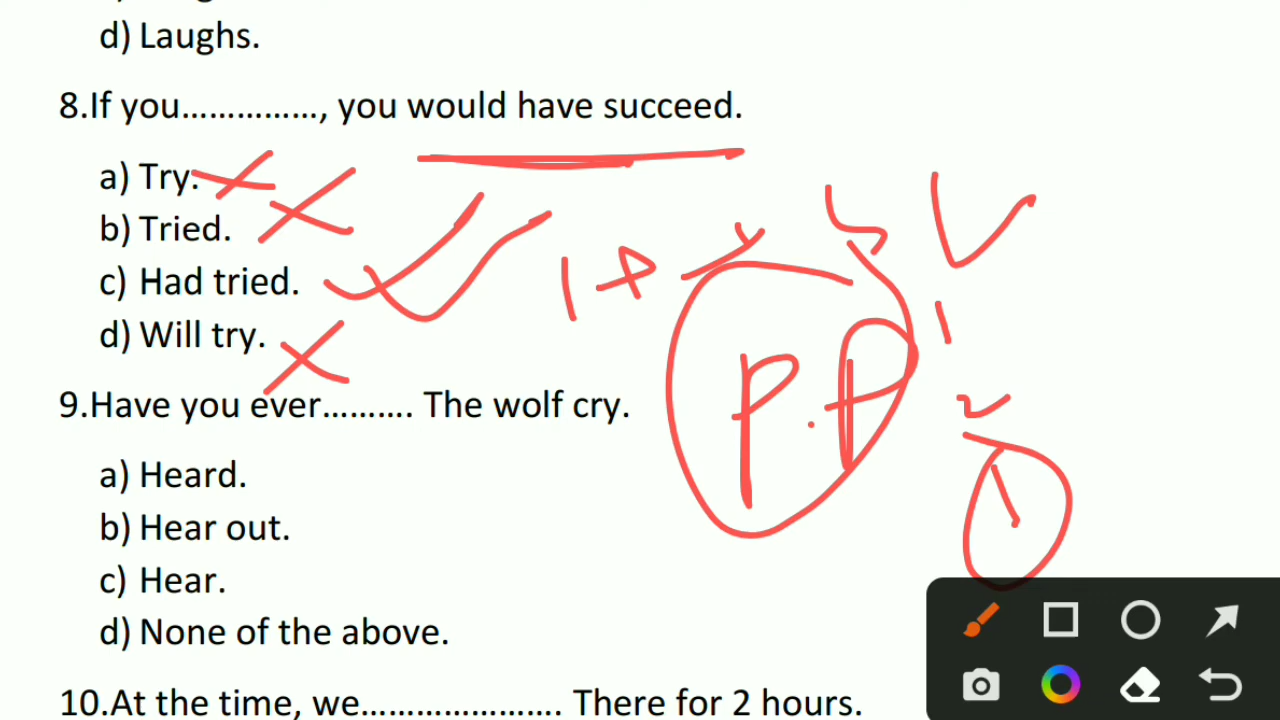 d) Laughs.
8.If you……………, you would have succeed.
a) Try.
b) Tried.
c) Had tried.
d) Will try.
P.P
9.Have you ever………. The wolf cry.
a) Heard.
b) Hear out.
c) Hear.
d) None of the above.
10.At the time, we…………………. There for 2 hours.